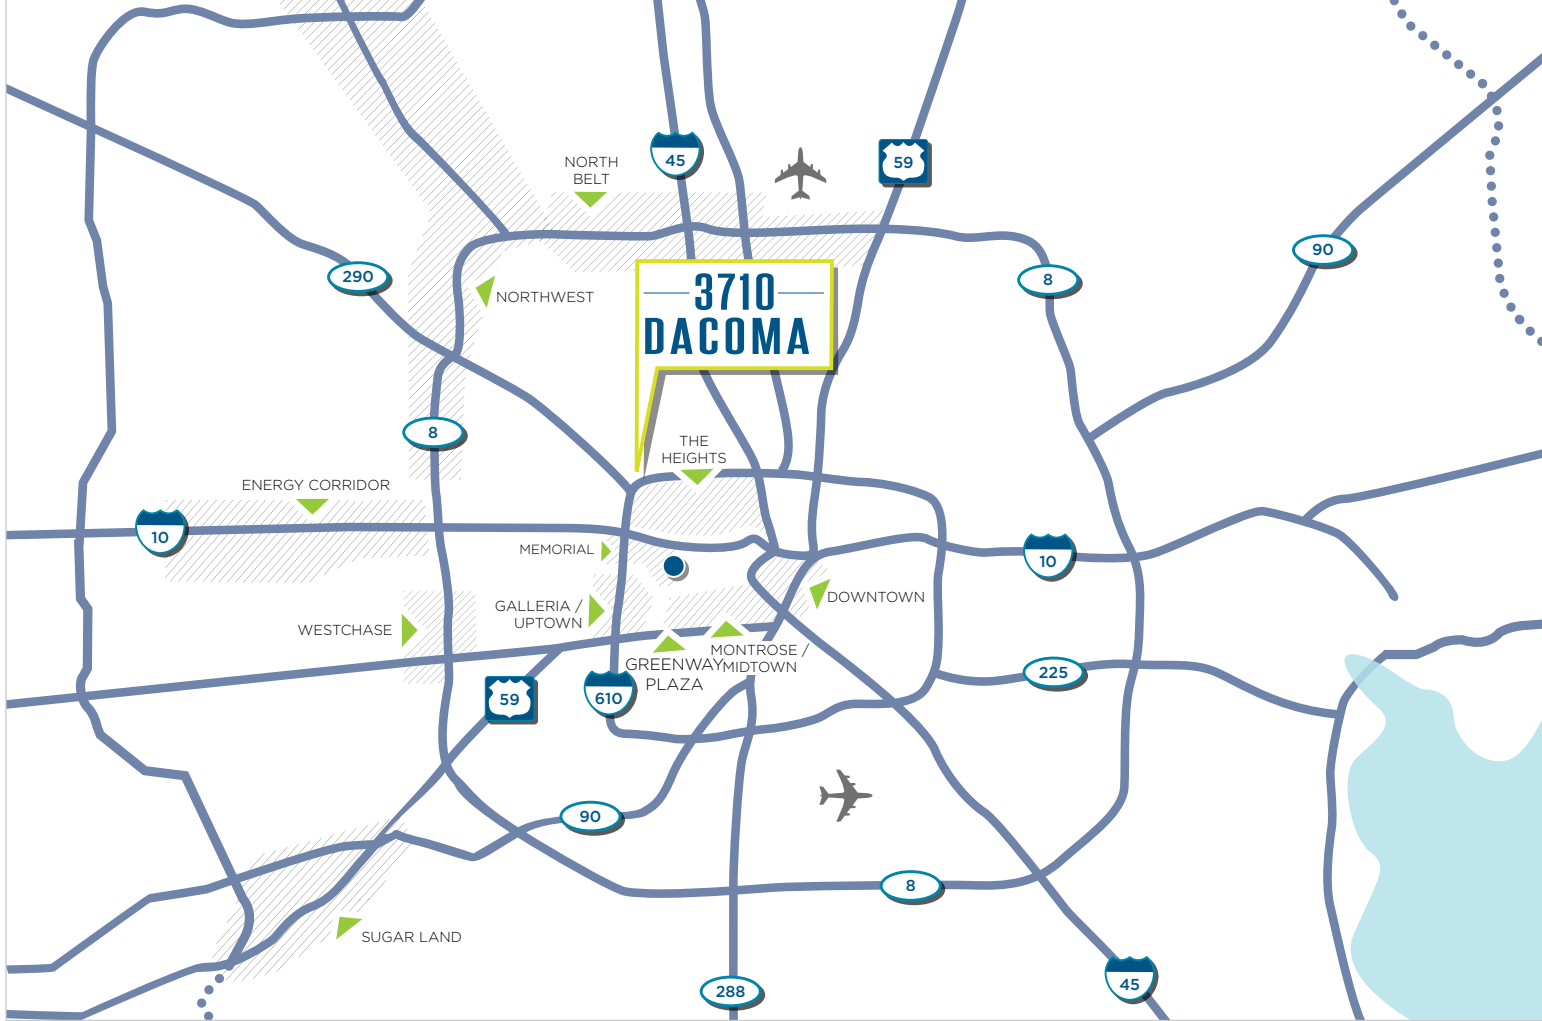 45
59
NORTH
BELT
90
290
8
NORTHWEST
3710
DACOMA
8
THE
HEIGHTS
ENERGY CORRIDOR
10
MEMORIAL
10
GALLERIA /
UPTOWN
DOWNTOWN
WESTCHASE
MONTROSE /
MIDTOWN
GREENWAY
PLAZA
225
59
610
90
8
SUGAR LAND
45
288